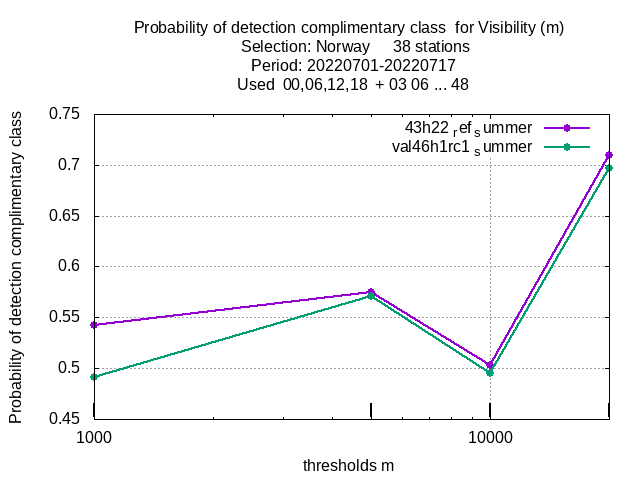 Probability of detection complimentary class  for Visibility (m)
Selection: Norway     38 stations
Period: 20220701-20220717
Used  00,06,12,18  + 03 06 ... 48
43h22_ref_summer
val46h1rc1_summer
0.75
0.7
0.65
0.6
0.55
0.5
0.45
Probability of detection complimentary class
1000
10000
thresholds m